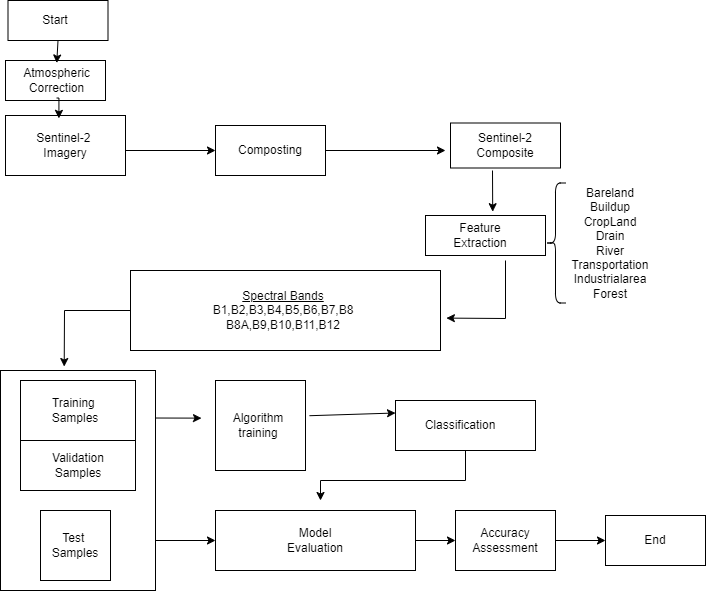 Start
Atmospheric
Correction
Sentinel-2
Imagery
Composting
Sentinel-2
Composite
Feature
Extraction
Bareland
Buildup
CropLand
Drain
River
Transportation
Industrialarea
Forest
Spectral Bands
B1,B2,B3,B4,B5,B6,B7,B8
B8A,B9,B10,B11,B12
Training
Samples
Validation
Samples
Test
Samples
Algorithm
training
Classification
Model
Evaluation
Accuracy
Assessment
End